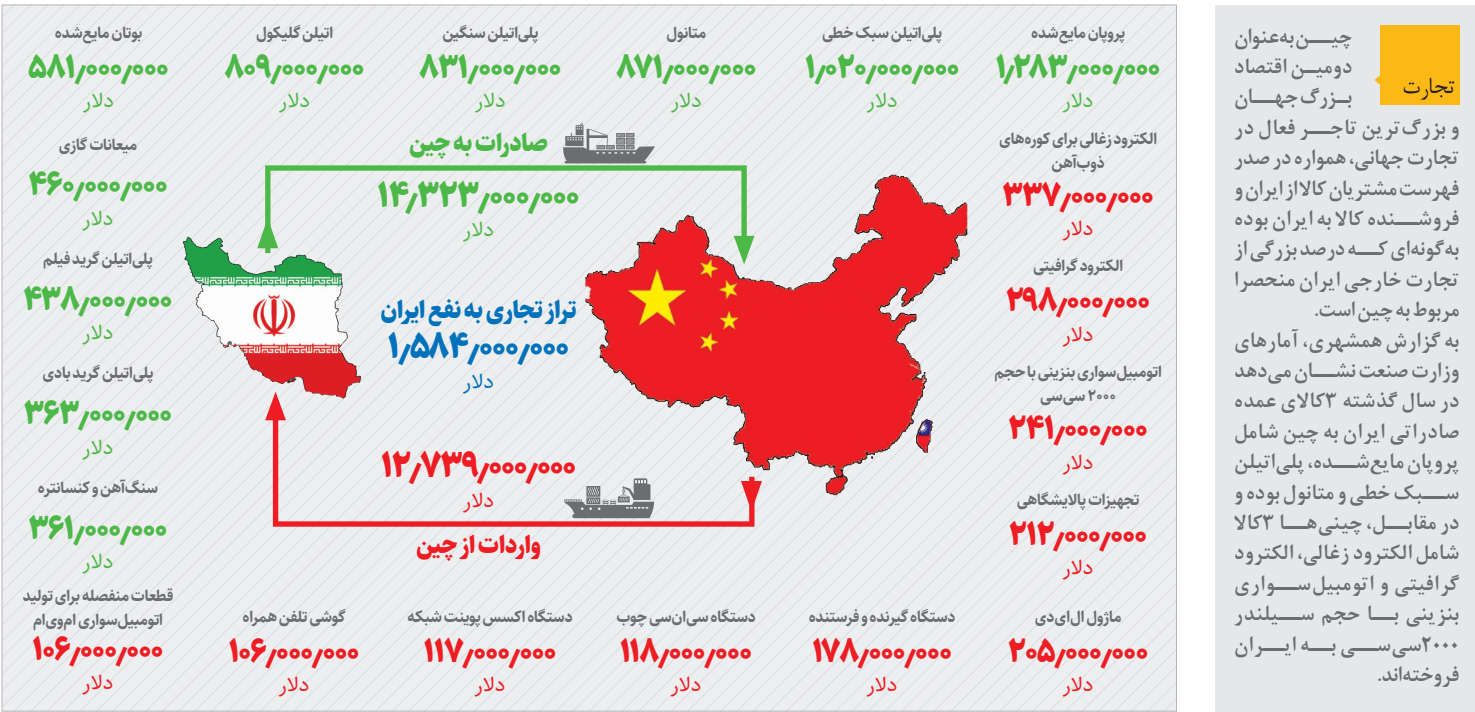 تجارت
چین به‌عنوان
دومین اقتصاد
بزرگ جهان
و بزرگ ترین تاجر فعال در
تجارت جهانی، همواره در صدر
فهرست مشتریان کالا از ایران و
فروشنده کالا به ایران بوده
به‌گونه‌ای که درصد بزرگی از
تجارت خارجی ایران منحصرا
مربوط به چین است.
به گزارش همشهری، آمارهای
وزارت صنعت نشان می‌دهد
در سال گذشته ۳کالای عمده
صادراتی ایران به چین شامل
پروپان مایع‌شده، پلی‌اتیلن
سبک خطی و متانول بوده و
در مقابل، چینی‌ها ۳کالا
شامل الکترود زغالی، الکترود
گرافیتی و اتومبیل‌سواری
بنزینی با حجم سیلندر
۲۰۰۰سی‌سی به ایران
فروخته‌اند.
پروپان مایع‌شده
۱٫۲۸۳٫۰۰۰٫۰۰۰
دلار
پلی‌اتیلن سبک خطی
۱٫۰۲۰٫۰۰۰٫۰۰۰
دلار
متانول
۸۷۱٫۰۰۰٫۰۰۰
دلار
پلی‌اتیلن سنگین
۸۳۱٫۰۰۰٫۰۰۰
دلار
اتیلن گلیکول
۸۰۹٫۰۰۰٫۰۰۰
دلار
بوتان مایع‌شده
۵۸۱٫۰۰۰٫۰۰۰
دلار
میعانات گازی
۴۶۰٫۰۰۰٫۰۰۰
دلار
پلی‌اتیلن گرید فیلم
۴۳۸٫۰۰۰٫۰۰۰
دلار
پلی‌اتیلن گرید بادی
۳۶۳٫۰۰۰٫۰۰۰
دلار
سنگ‌آهن و کنسانتره
۳۶۱٫۰۰۰٫۰۰۰
دلار
صادرات به چین
۱۴٫۳۲۳٫۰۰۰٫۰۰۰
دلار
تراز تجاری به نفع ایران
۱٫۵۸۴٫۰۰۰٫۰۰۰
دلار
۱۲٫۷۳۹٫۰۰۰٫۰۰۰
دلار
واردات از چین
الکترود زغالی برای کوره‌های
ذوب‌آهن
۳۳۷٫۰۰۰٫۰۰۰
دلار
الکترود گرافیتی
۲۹۸٫۰۰۰٫۰۰۰
دلار
اتومبیل‌سواری بنزینی با حجم
۲۰۰۰ سی‌سی
۲۴۱٫۰۰۰٫۰۰۰
دلار
تجهیزات پالایشگاهی
۲۱۲٫۰۰۰٫۰۰۰
دلار
ماژول ال‌ای‌دی
۲۰۵٫۰۰۰٫۰۰۰
دلار
دستگاه گیرنده و فرستنده
۱۷۸٫۰۰۰٫۰۰۰
دلار
دستگاه سی‌ان‌سی چوب
۱۱۸٫۰۰۰٫۰۰۰
دلار
دستگاه اکسس پوینت شبکه
۱۱۷٫۰۰۰٫۰۰۰
دلار
گوشی تلفن همراه
۱۰۶٫۰۰۰٫۰۰۰
دلار
قطعات منفصله برای تولید
اتومبیل‌سواری ام‌وی‌ام
۱۰۶٫۰۰۰٫۰۰۰
دلار